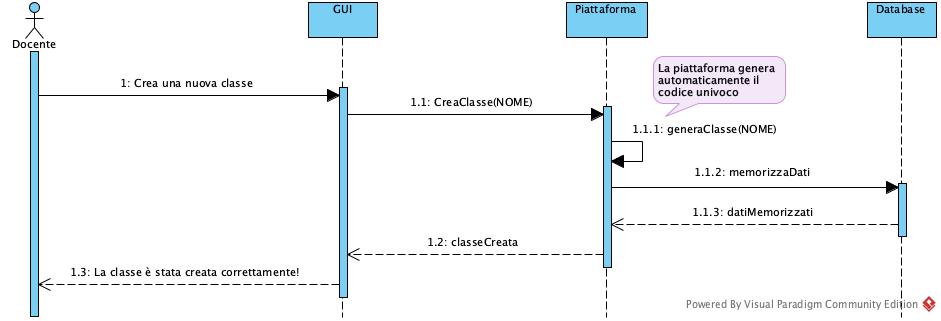 GUI
Piattaforma
Database
Docente
La piattaforma genera
automaticamente il
codice univoco
1: Crea una nuova classe
1.1: CreaClasse(NOME)
1.1.1: generaClasse(NOME)
1.1.2: memorizzaDati
1.1.3: datiMemorizzati
1.2: classeCreata
1.3: La classe è stata creata correttamente!
Powered By Visual Paradigm Community Edition